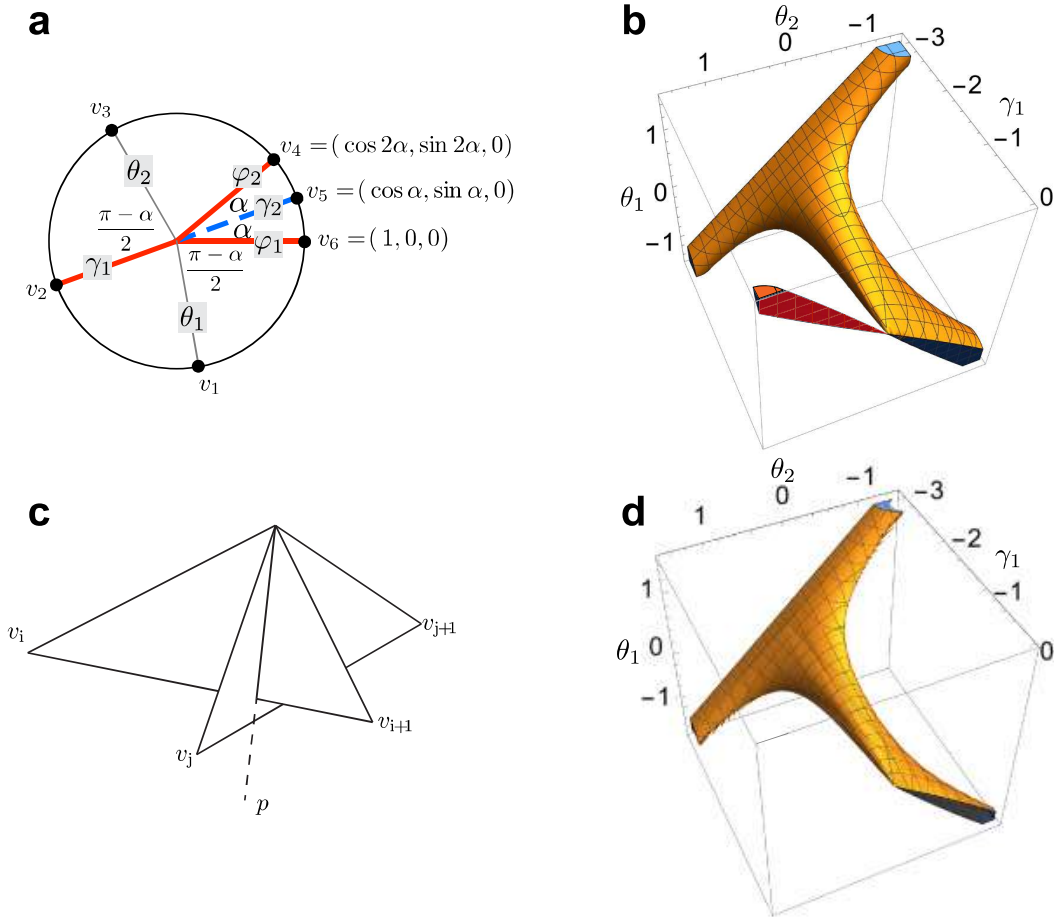 a
v₃
v₄ = ( cos 2α, sin 2α, 0)
θ₂
φ₂
α γ₂
v₅ = ( cos α, sin α, 0)
π − α
2
α
φ₁
v₆ = ( 1, 0, 0)
γ₁
π − α
2
v₂
θ₁
v₁
b
θ₂
1
0
−1
−3
−2
γ₁
−1
0
1
θ₁ 0
−1
c
vᵢ
vⱼ₊₁
vⱼ
vᵢ₊₁
p
d
θ₂
1
0
−1
−3
−2
γ₁
−1
0
1
θ₁ 0
−1